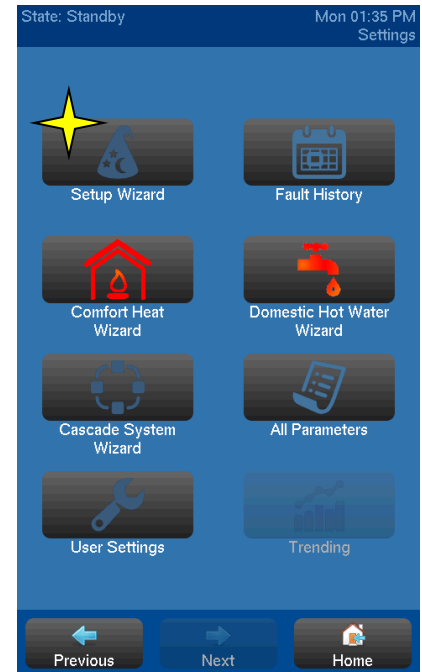 State: Standby
Mon 01:35 PM
Settings
Setup Wizard
Fault History
Comfort Heat
Wizard
Domestic Hot Water
Wizard
Cascade System
Wizard
All Parameters
User Settings
Trending
Previous
Next
Home